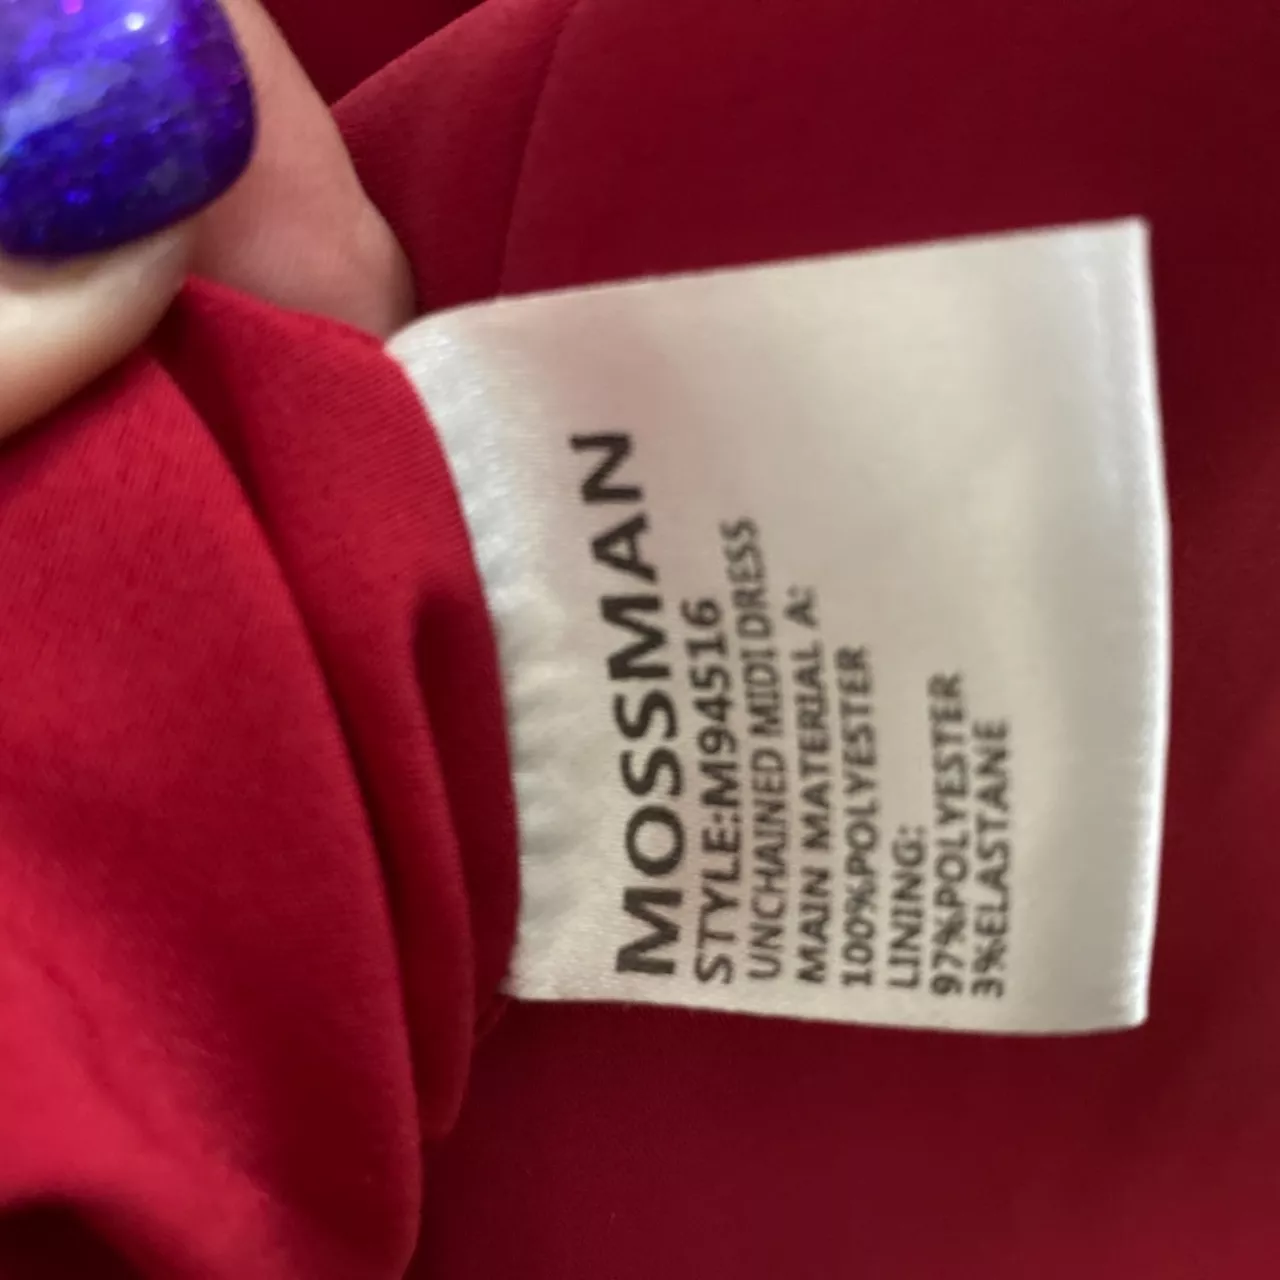 MOSSMAN
STYLE:M94516
UNCHAINED MIDI DRESS
MAIN MATERIAL A:
100%POLYESTER
LINING:
97%POLYESTER
3%ELASTANE